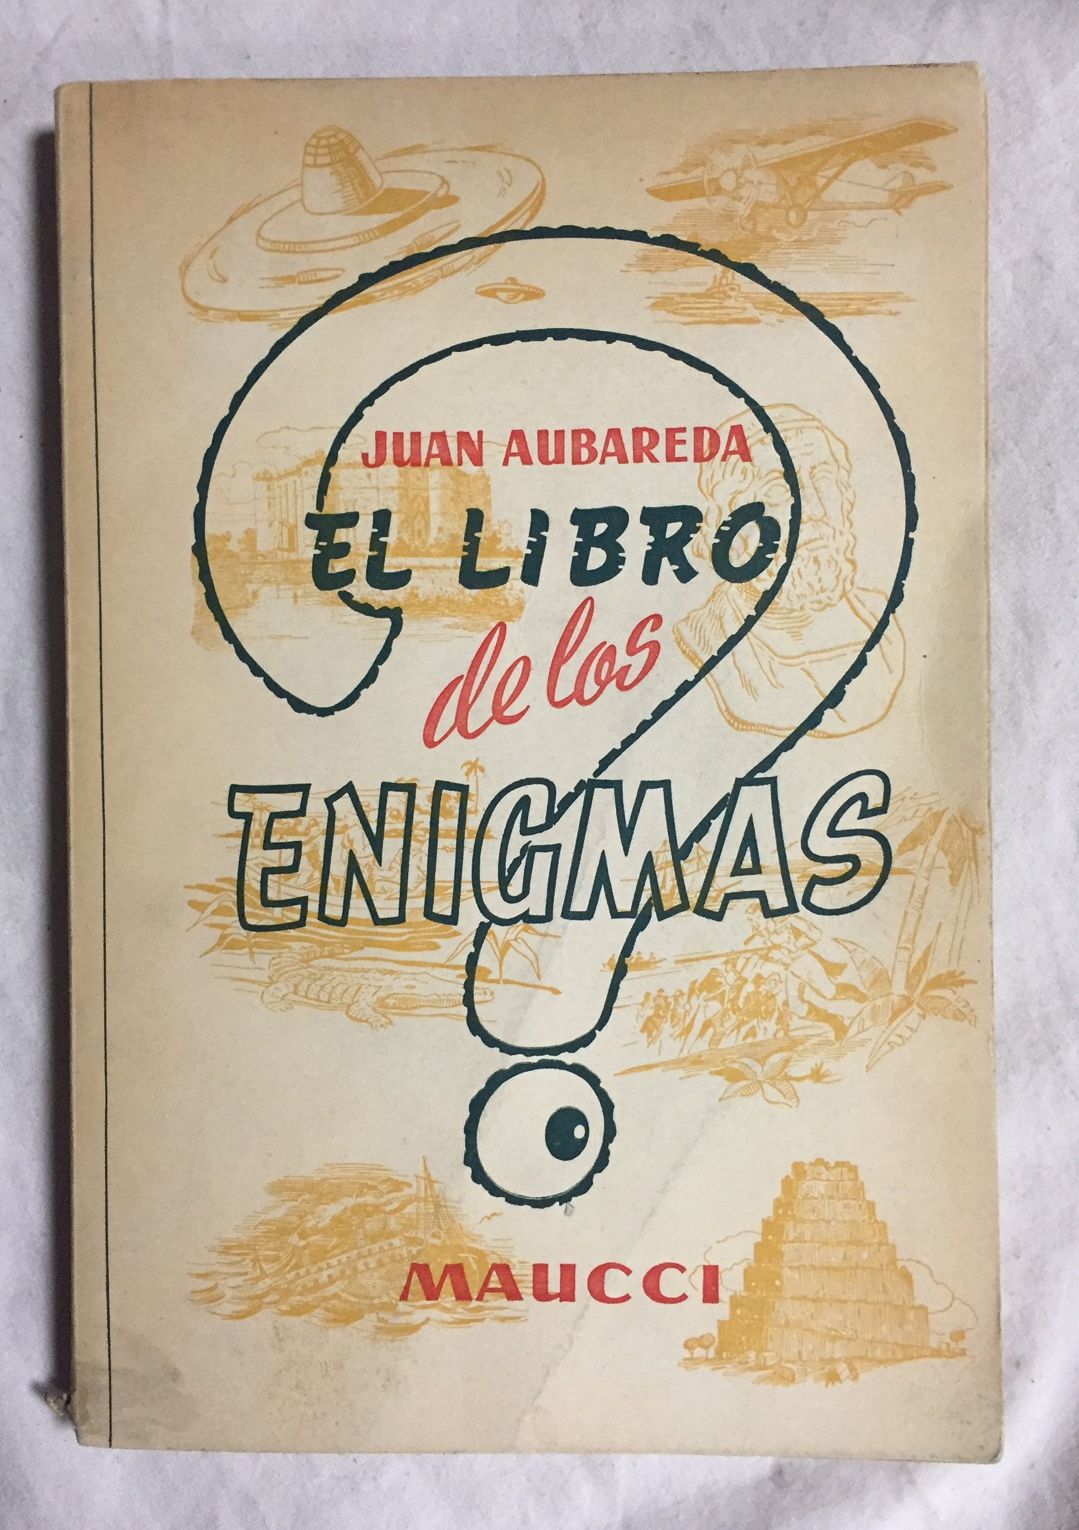 JUAN AUBAREDA
EL LIBRO
de los
ENIGMAS
MAUCCI